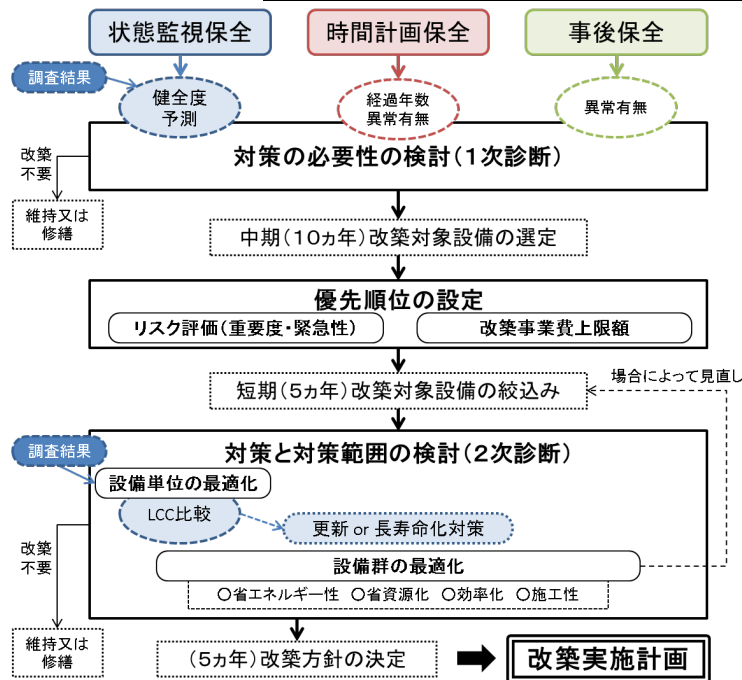 状態監視保全
時間計画保全
事後保全
調査結果
健全度
予測
経過年数
異常有無
異常有無
対策の必要性の検討(1次診断)
改築
不要
維持又は
修繕
中期(10ヵ年)改築対象設備の選定
優先順位の設定
リスク評価(重要度・緊急性)
改築事業費上限額
場合によって見直し
短期(5ヵ年)改築対象設備の絞込み
対策と対策範囲の検討(2次診断)
調査結果
設備単位の最適化
LCC比較
更新 or 長寿命化対策
改築
不要
設備群の最適化
〇省エネルギー性 〇省資源化 〇効率化 〇施工性
維持又は
修繕
(5ヵ年)改築方針の決定
改築実施計画